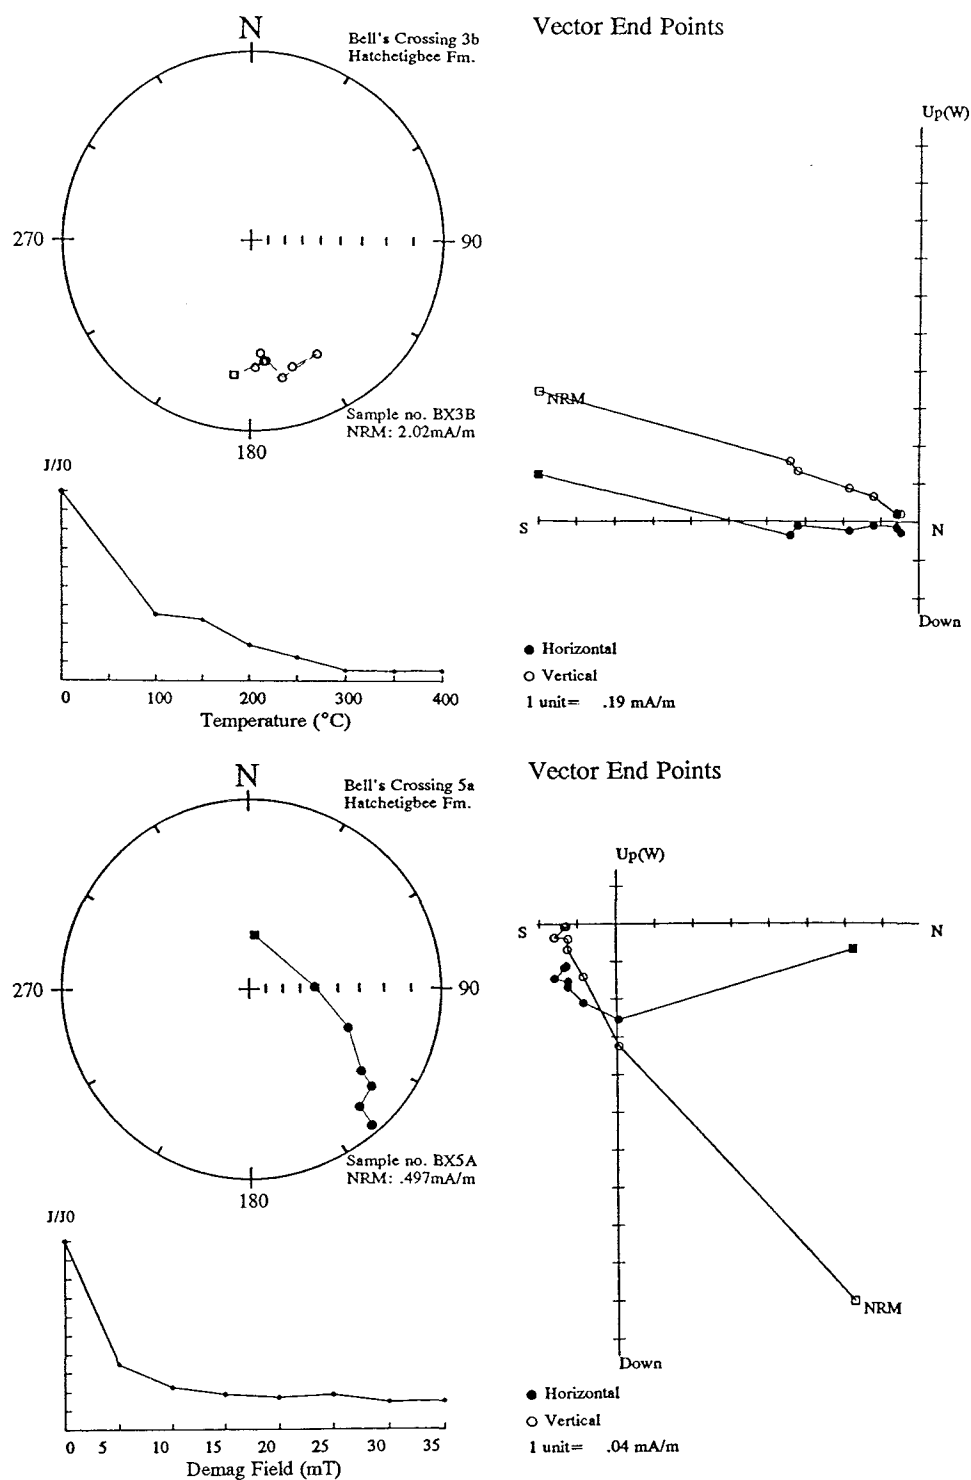 Vector End Points
N
Bell's Crossing 3b
Hatchetigbee Fm.
270
90
Sample no. BX3B
NRM: 2.02mA/m
180
Up(W)
NRM
S
N
Down
J/J0
0 100 200 300 400
Temperature (°C)
● Horizontal
○ Vertical
1 unit= .19 mA/m
Vector End Points
N
Bell's Crossing 5a
Hatchetigbee Fm.
270
90
Sample no. BX5A
NRM: .497mA/m
180
Up(W)
S
N
NRM
Down
J/J0
0 5 10 15 20 25 30 35
Demag Field (mT)
● Horizontal
○ Vertical
1 unit= .04 mA/m